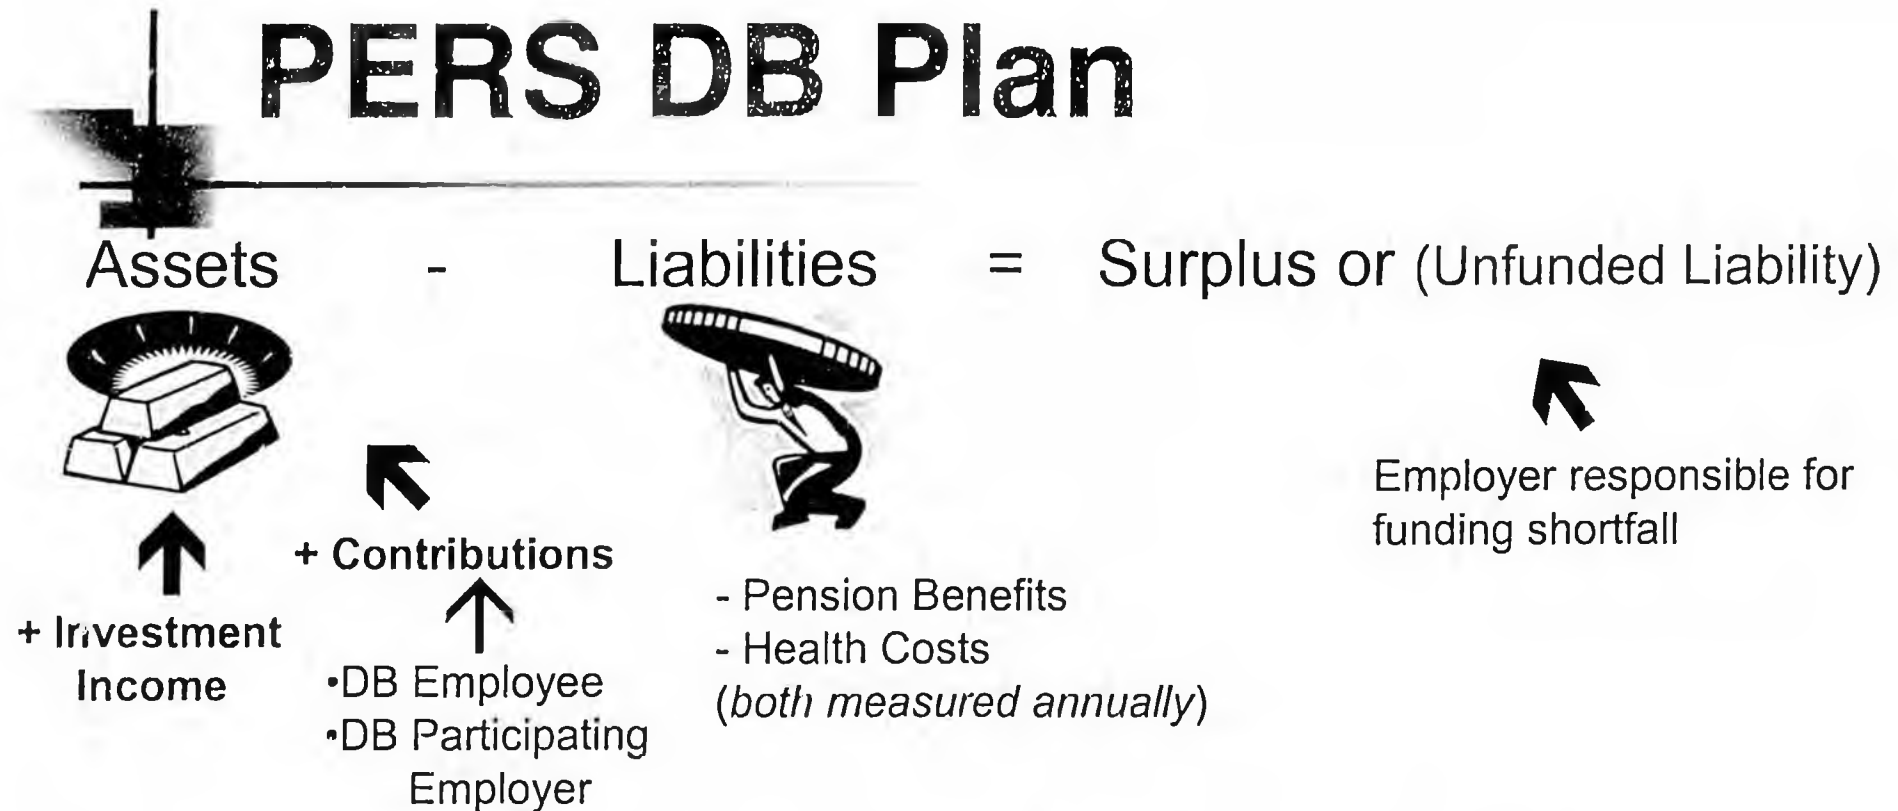 PERS DB Plan
Assets - Liabilities = Surplus or (Unfunded Liability)
+ Investment
Income
+ Contributions
•DB Employee
•DB Participating
Employer
- Pension Benefits
- Health Costs
(both measured annually)
Employer responsible for
funding shortfall